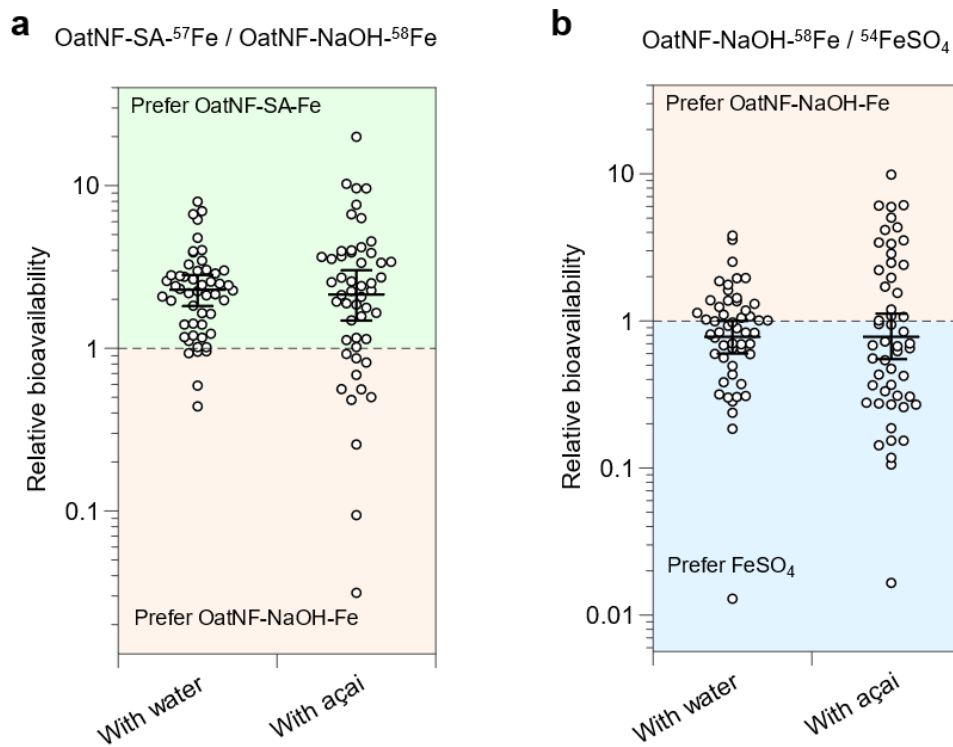 a
OatNF-SA-⁵⁷Fe / OatNF-NaOH-⁵⁸Fe
Prefer OatNF-SA-Fe
10
1
0.1
Relative bioavailability
Prefer OatNF-NaOH-Fe
With water
With açai
b
OatNF-NaOH-⁵⁸Fe / ⁵⁴FeSO₄
Prefer OatNF-NaOH-Fe
10
1
0.1
0.01
Relative bioavailability
Prefer FeSO₄
With water
With açai